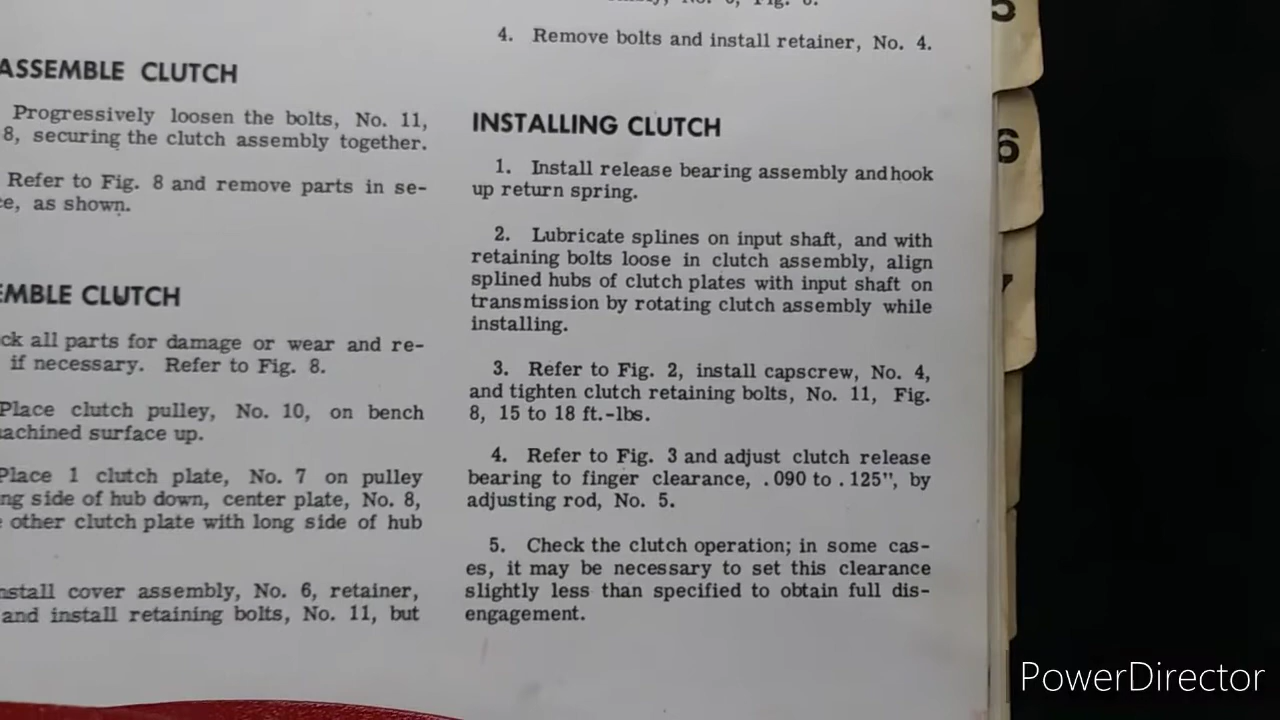 ASSEMBLE CLUTCH
Progressively loosen the bolts, No. 11,
8, securing the clutch assembly together.
Refer to Fig. 8 and remove parts in se-
ce, as shown.
EMBLE CLUTCH
ck all parts for damage or wear and re-
if necessary. Refer to Fig. 8.
Place clutch pulley, No. 10, on bench
machined surface up.
Place 1 clutch plate, No. 7 on pulley
ng side of hub down, center plate, No. 8,
other clutch plate with long side of hub
nstall cover assembly, No. 6, retainer,
and install retaining bolts, No. 11, but
4. Remove bolts and install retainer, No. 4.
INSTALLING CLUTCH
1. Install release bearing assembly and hook
up return spring.
2. Lubricate splines on input shaft, and with
retaining bolts loose in clutch assembly, align
splined hubs of clutch plates with input shaft on
transmission by rotating clutch assembly while
installing.
3. Refer to Fig. 2, install capscrew, No. 4,
and tighten clutch retaining bolts, No. 11, Fig.
8, 15 to 18 ft.-lbs.
4. Refer to Fig. 3 and adjust clutch release
bearing to finger clearance, .090 to .125", by
adjusting rod, No. 5.
5. Check the clutch operation; in some cas-
es, it may be necessary to set this clearance
slightly less than specified to obtain full dis-
engagement.
5
6
7
PowerDirector